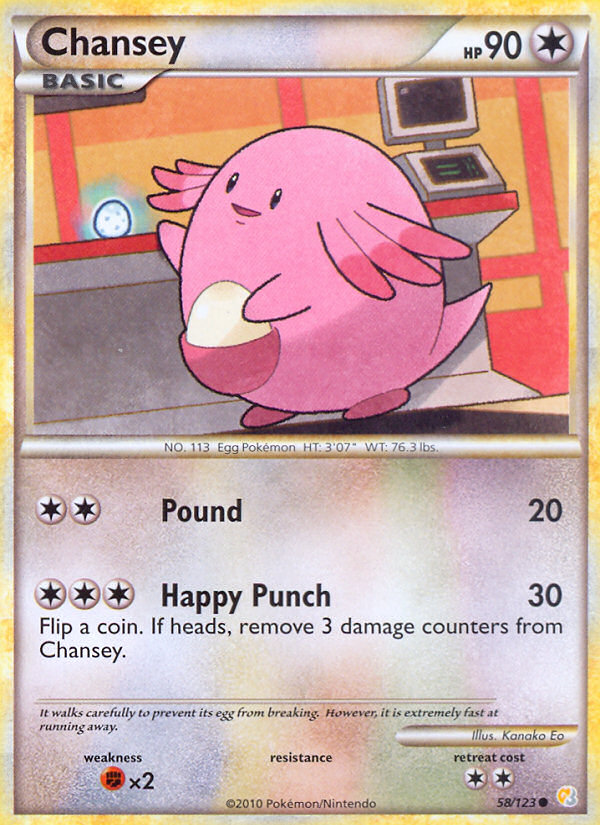 Chansey
HP 90
BASIC
NO. 113 Egg Pokémon HT: 3'07" WT: 76.3 lbs.
Pound 20
Happy Punch 30
Flip a coin. If heads, remove 3 damage counters from
Chansey.
It walks carefully to prevent its egg from breaking. However, it is extremely fast at
running away.
Illus. Kanako Eo
weakness resistance retreat cost
×2
©2010 Pokémon/Nintendo 58/123